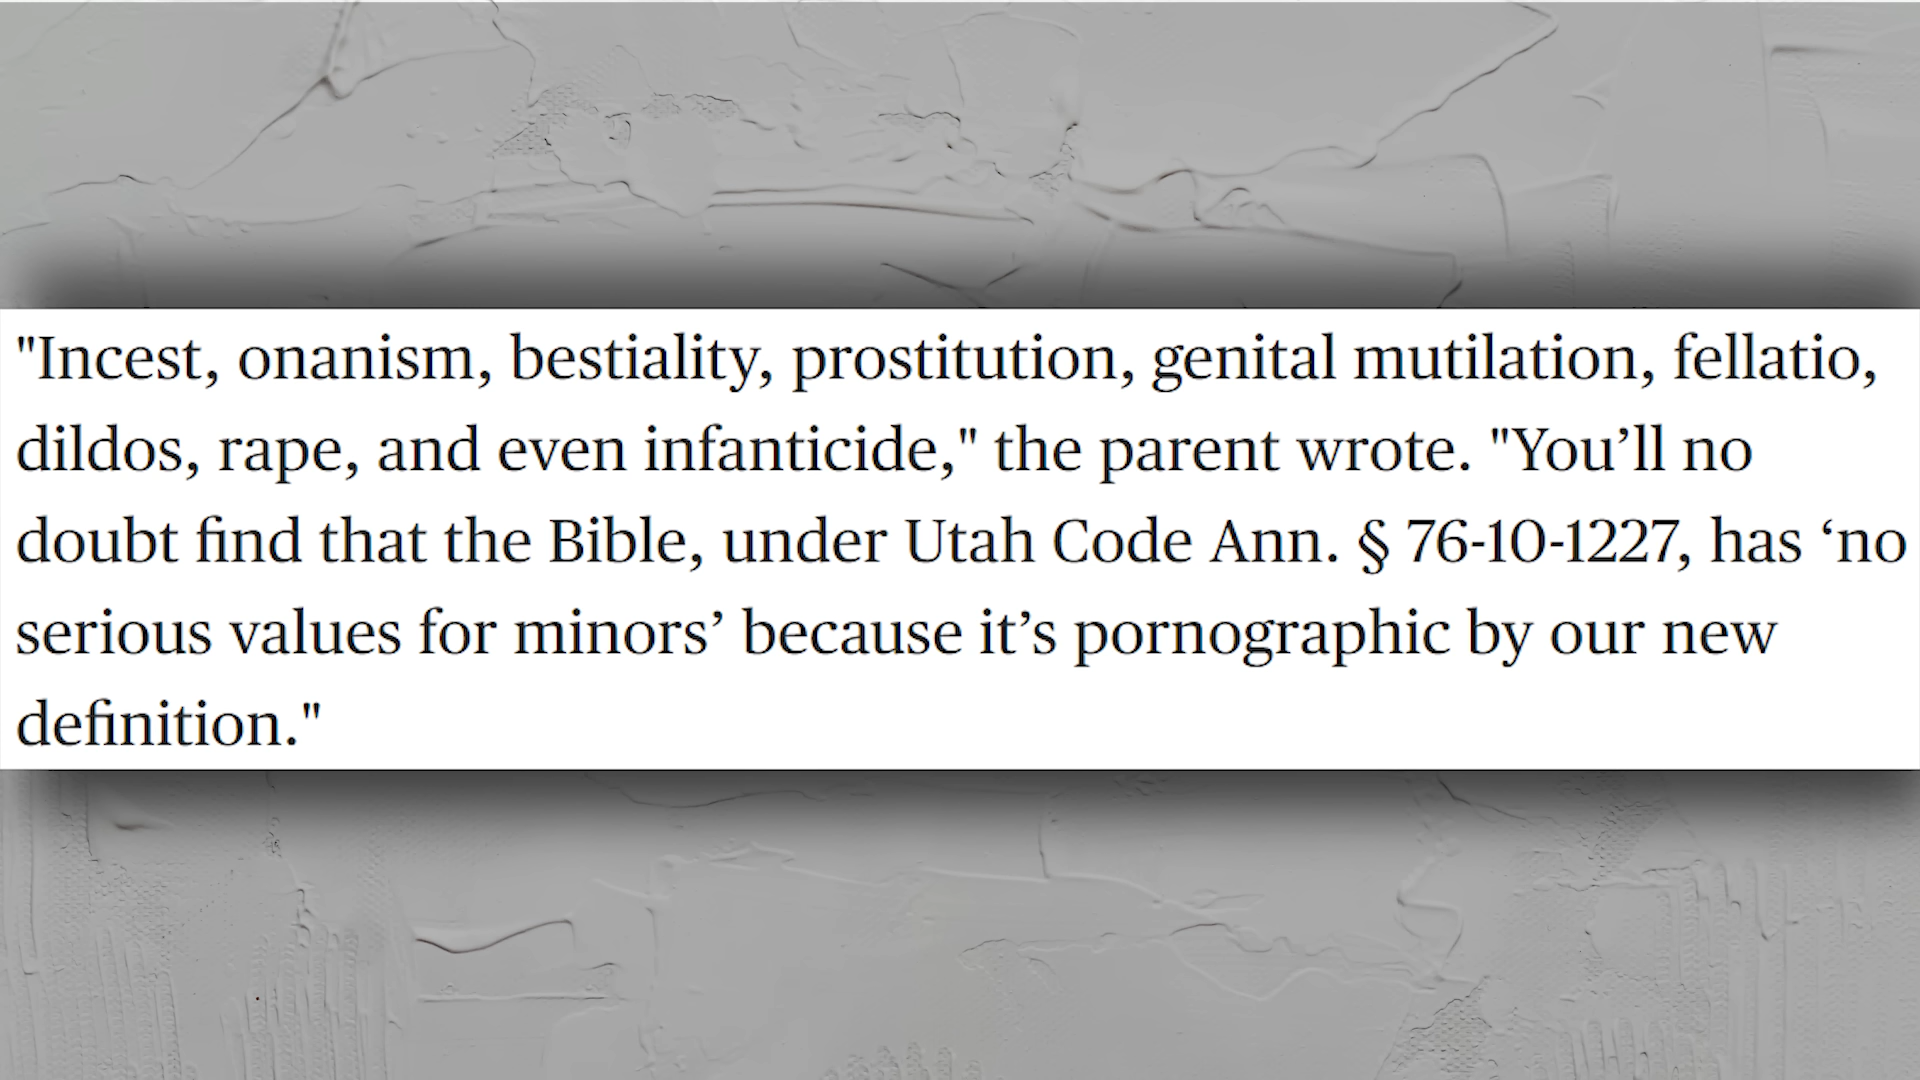 "Incest, onanism, bestiality, prostitution, genital mutilation, fellatio,
dildos, rape, and even infanticide," the parent wrote. "You’ll no
doubt find that the Bible, under Utah Code Ann. § 76-10-1227, has ‘no
serious values for minors’ because it’s pornographic by our new
definition."